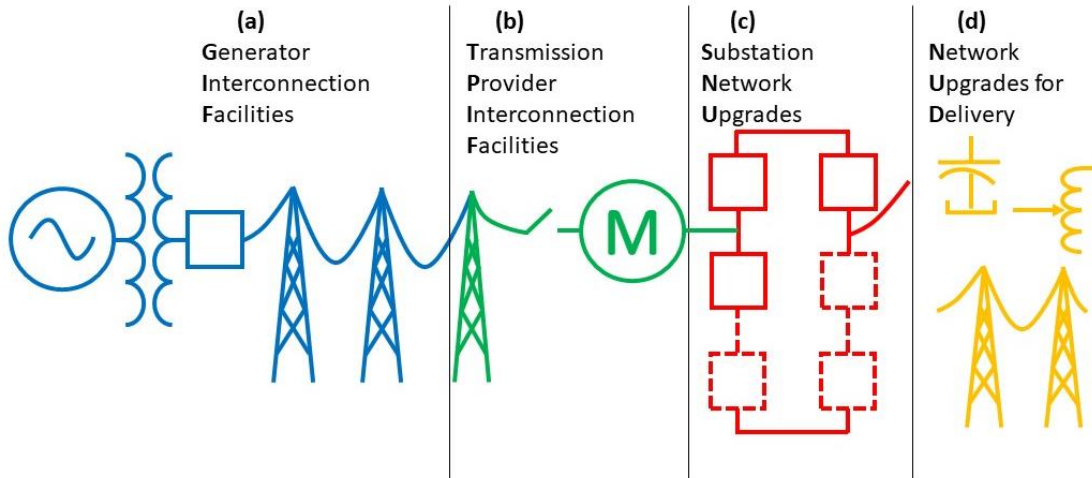 (a)
Generator
Interconnection
Facilities
(b)
Transmission
Provider
Interconnection
Facilities
(c)
Substation
Network
Upgrades
(d)
Network
Upgrades for
Delivery
M